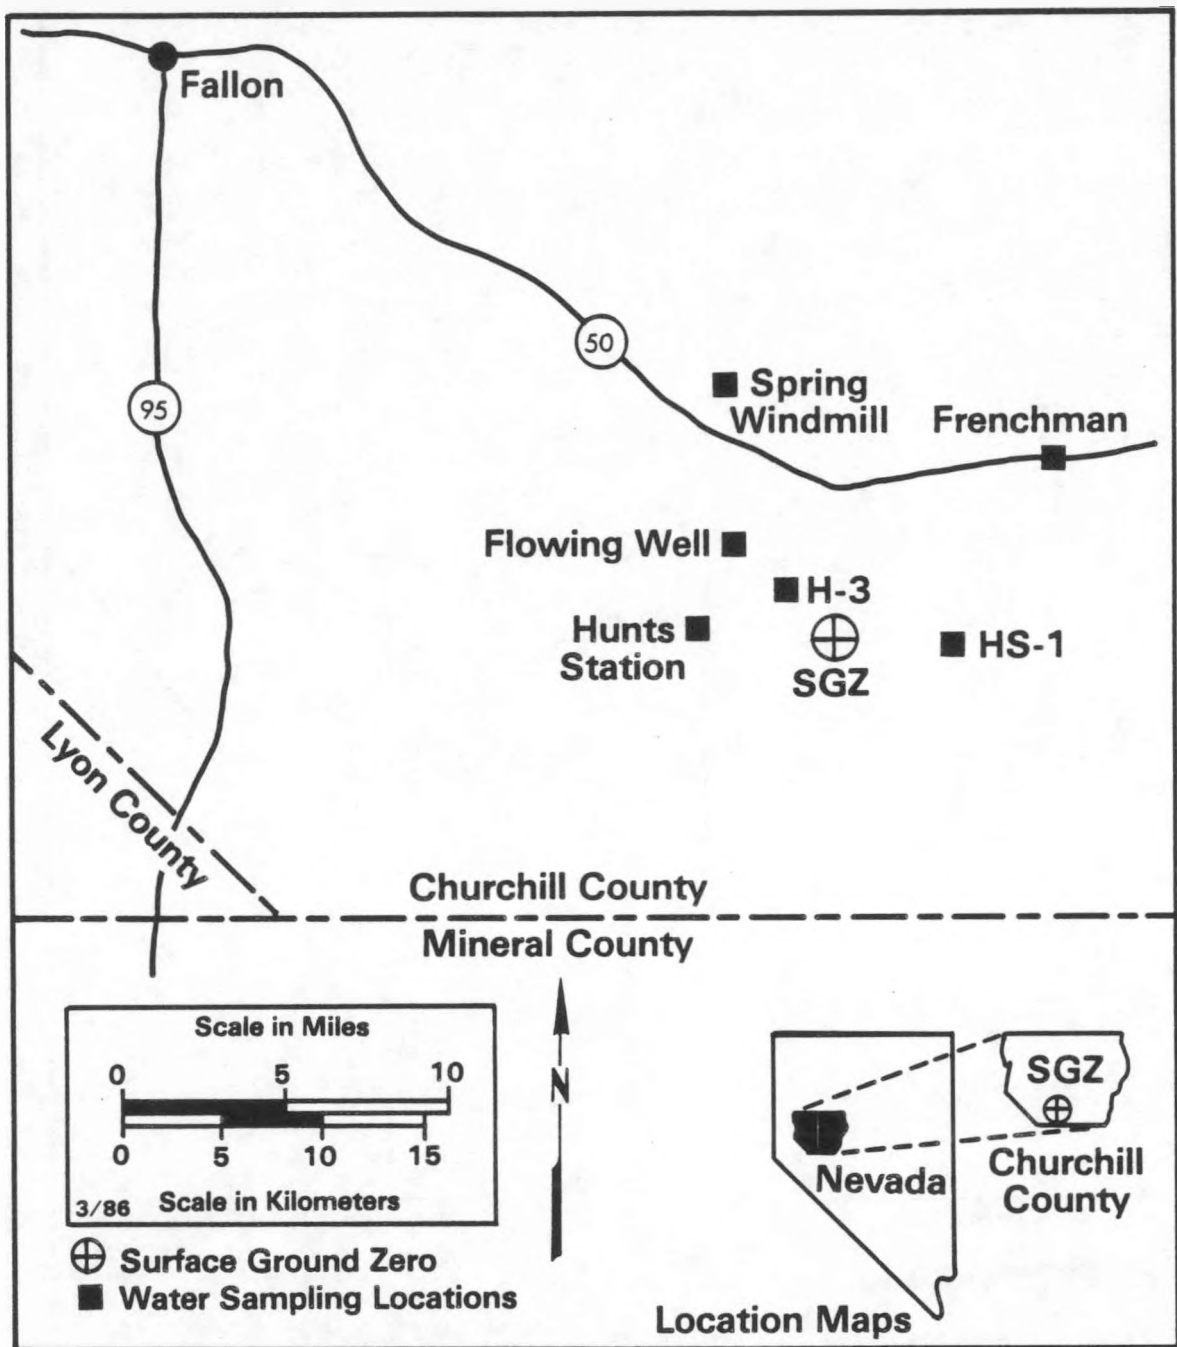 Fallon
50
95
Spring
Windmill
Frenchman
Flowing Well
H-3
Hunts
Station
SGZ
HS-1
Lyon County
Churchill County
Mineral County
Scale in Miles
0 5 10
0 5 10 15
3/86 Scale in Kilometers
N
Surface Ground Zero
Water Sampling Locations
SGZ
Nevada
Churchill
County
Location Maps